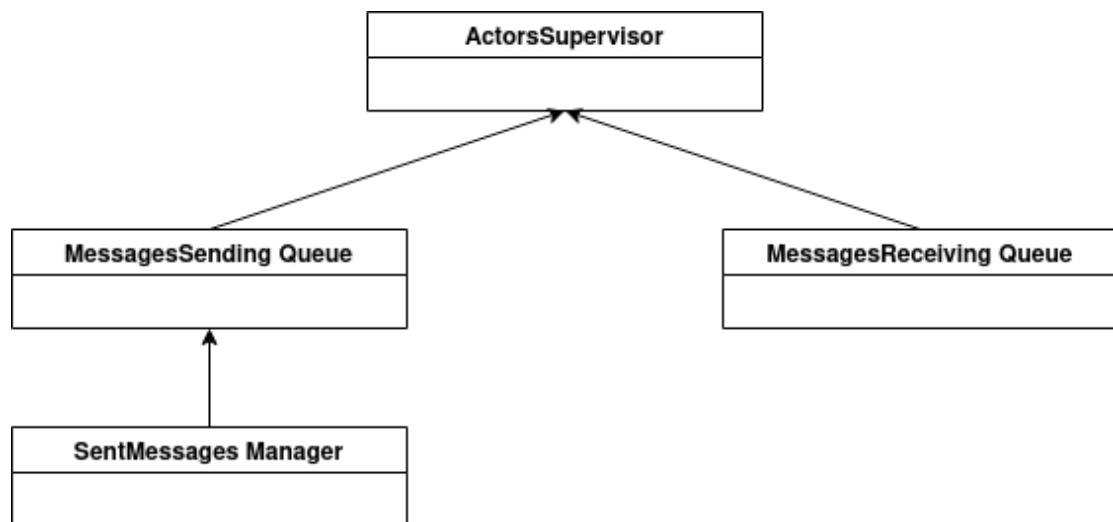 ActorsSupervisor
MessagesSending Queue
MessagesReceiving Queue
SentMessages Manager